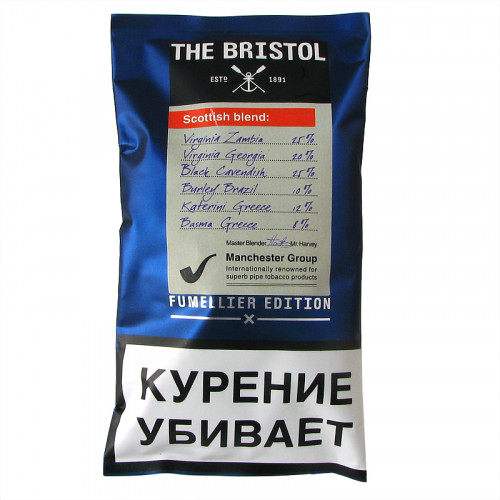 THE BRISTOL
ESTD 1891
Scottish blend:
Virginia Zambia 25%
Virginia Georgia 20%
Black Cavendish 25%
Burley Brazil 10%
Katerini Greece 12%
Basma Greece 8%
Master Blender Mr. Harvey
Manchester Group
Internationally renowned for
superb pipe tobacco products
FUMELLIER EDITION
КУРЕНИЕ
УБИВАЕТ